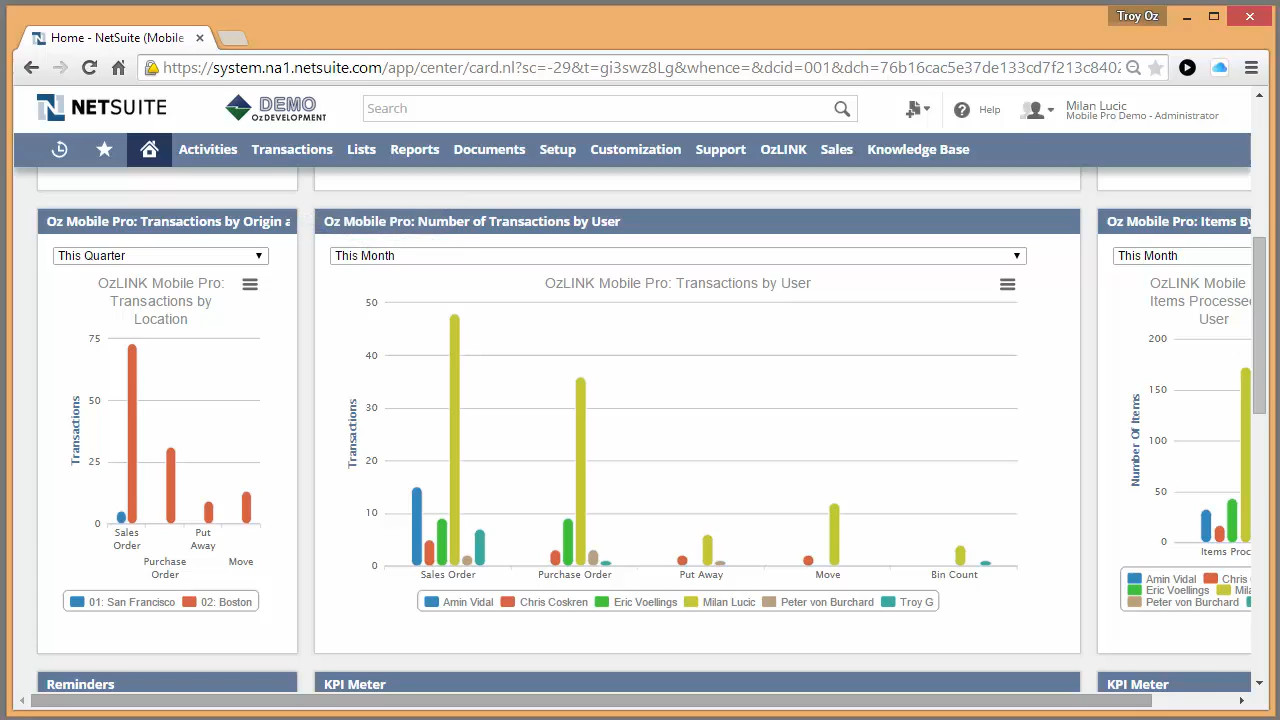 Troy Oz
Home - NetSuite (Mobile
https://system.na1.netsuite.com/app/center/card.nl?sc=-29&t=gi3swz8Lg&whence=&dcid=001&dch=76b16cac5e37de133cd7f213c8402
NETSUITE
DEMO
OzDEVELOPMENT
Search
Help
Milan Lucic
Mobile Pro Demo - Administrator
Activities Transactions Lists Reports Documents Setup Customization Support OzLINK Sales Knowledge Base
Oz Mobile Pro: Transactions by Origin a
This Quarter
OzLINK Mobile Pro:
Transactions by
Location
Transactions
75
50
25
0
Sales
Order
Purchase
Order
Put
Away
Move
01: San Francisco 02: Boston
Oz Mobile Pro: Number of Transactions by User
This Month
OzLINK Mobile Pro: Transactions by User
Transactions
50
40
30
20
10
0
Sales Order Purchase Order Put Away Move Bin Count
Amin Vidal Chris Coskren Eric Voellings Milan Lucic Peter von Burchard Troy G
Oz Mobile Pro: Items By
This Month
OzLINK Mobile
Items Processe
User
Number Of Items
200
150
100
50
0
Items Proc
Amin Vidal Chris
Eric Voellings Mil
Peter von Burchard
Reminders
KPI Meter
KPI Meter